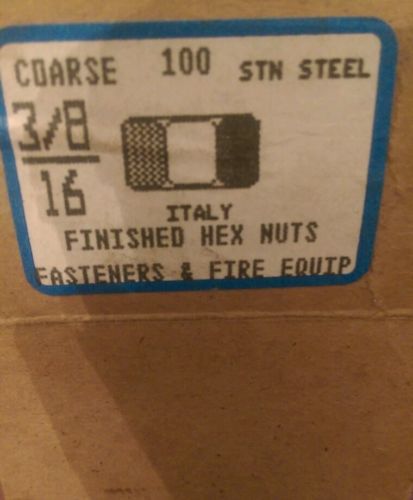 COARSE 100 STN STEEL
3/8
16
ITALY
FINISHED HEX NUTS
FASTENERS & FIRE EQUIP